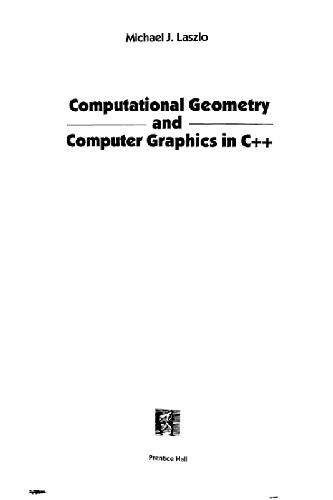 Michael J. Laszlo
Computational Geometry
and
Computer Graphics in C++
Prentice Hall